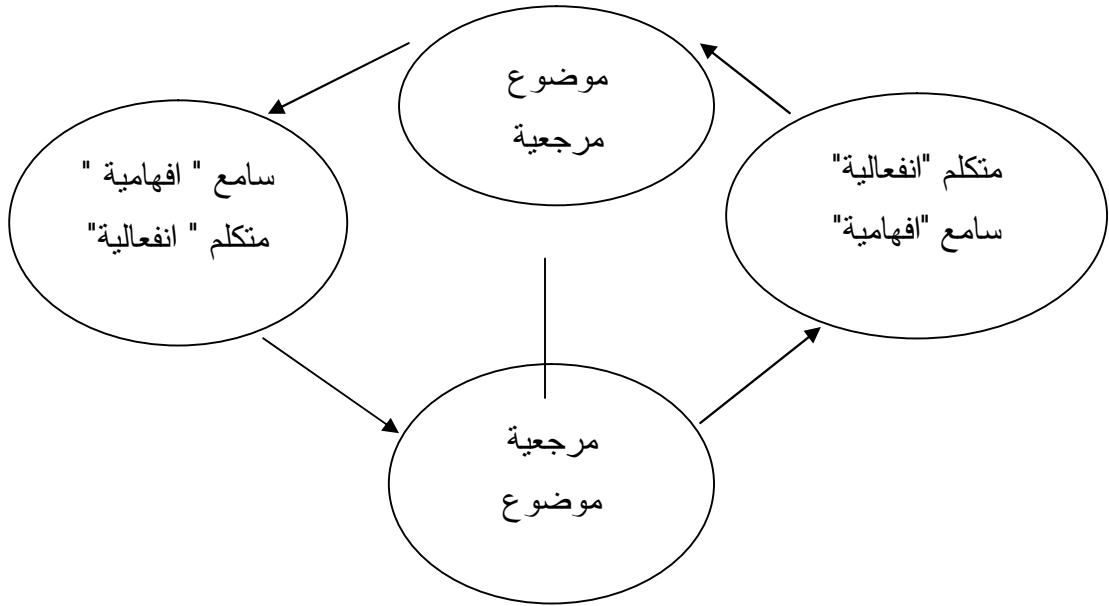 موضوع
مرجعية
متكلم "انفعالية"
سامع "افهامية"
سامع " افهامية "
متكلم " انفعالية"
مرجعية
موضوع